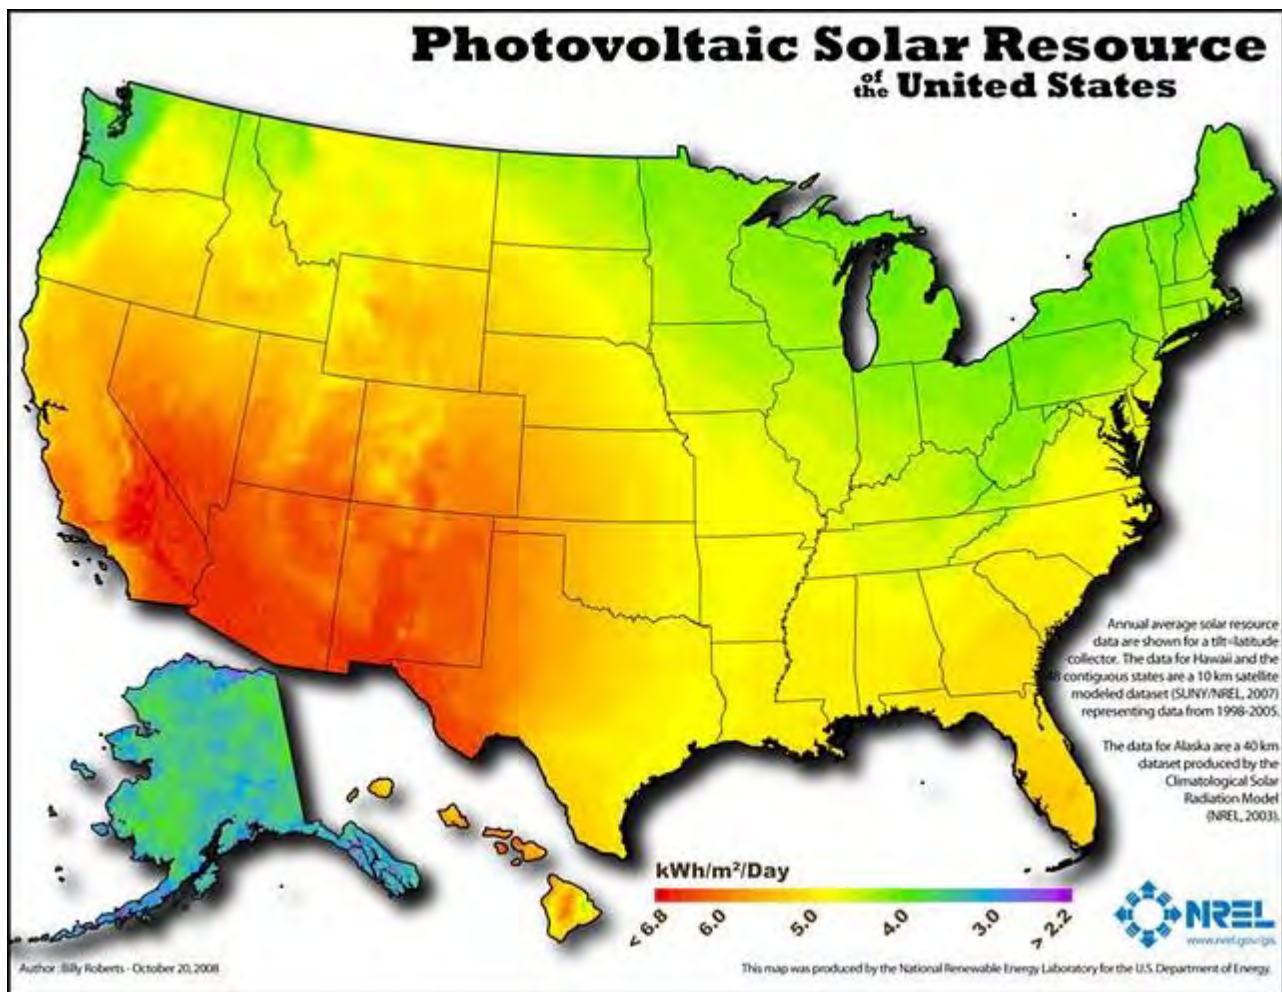 Photovoltaic Solar Resource
of the United States
Annual average solar resource
data are shown for a tilt=latitude
collector. The data for Hawaii and the
48 contiguous states are a 10 km satellite
modeled dataset (SUNY/NREL, 2007)
representing data from 1998-2005.
The data for Alaska are a 40 km
dataset produced by the
Climatological Solar
Radiation Model
(NREL, 2003).
kWh/m²/Day
< 6.8 6.0 5.0 4.0 3.0 > 2.2
NREL
www.nrel.gov/gis
Author : Billy Roberts - October 20, 2008
This map was produced by the National Renewable Energy Laboratory for the U.S. Department of Energy.